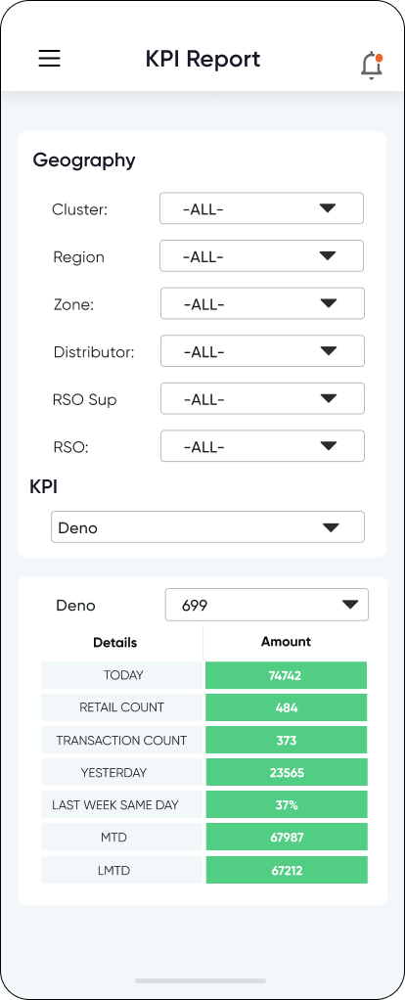 KPI Report
Geography
Cluster: -ALL-
Region -ALL-
Zone: -ALL-
Distributor: -ALL-
RSO Sup -ALL-
RSO: -ALL-
KPI
Deno
Deno 699
Details Amount
TODAY 74742
RETAIL COUNT 484
TRANSACTION COUNT 373
YESTERDAY 23565
LAST WEEK SAME DAY 37%
MTD 67987
LMTD 67212